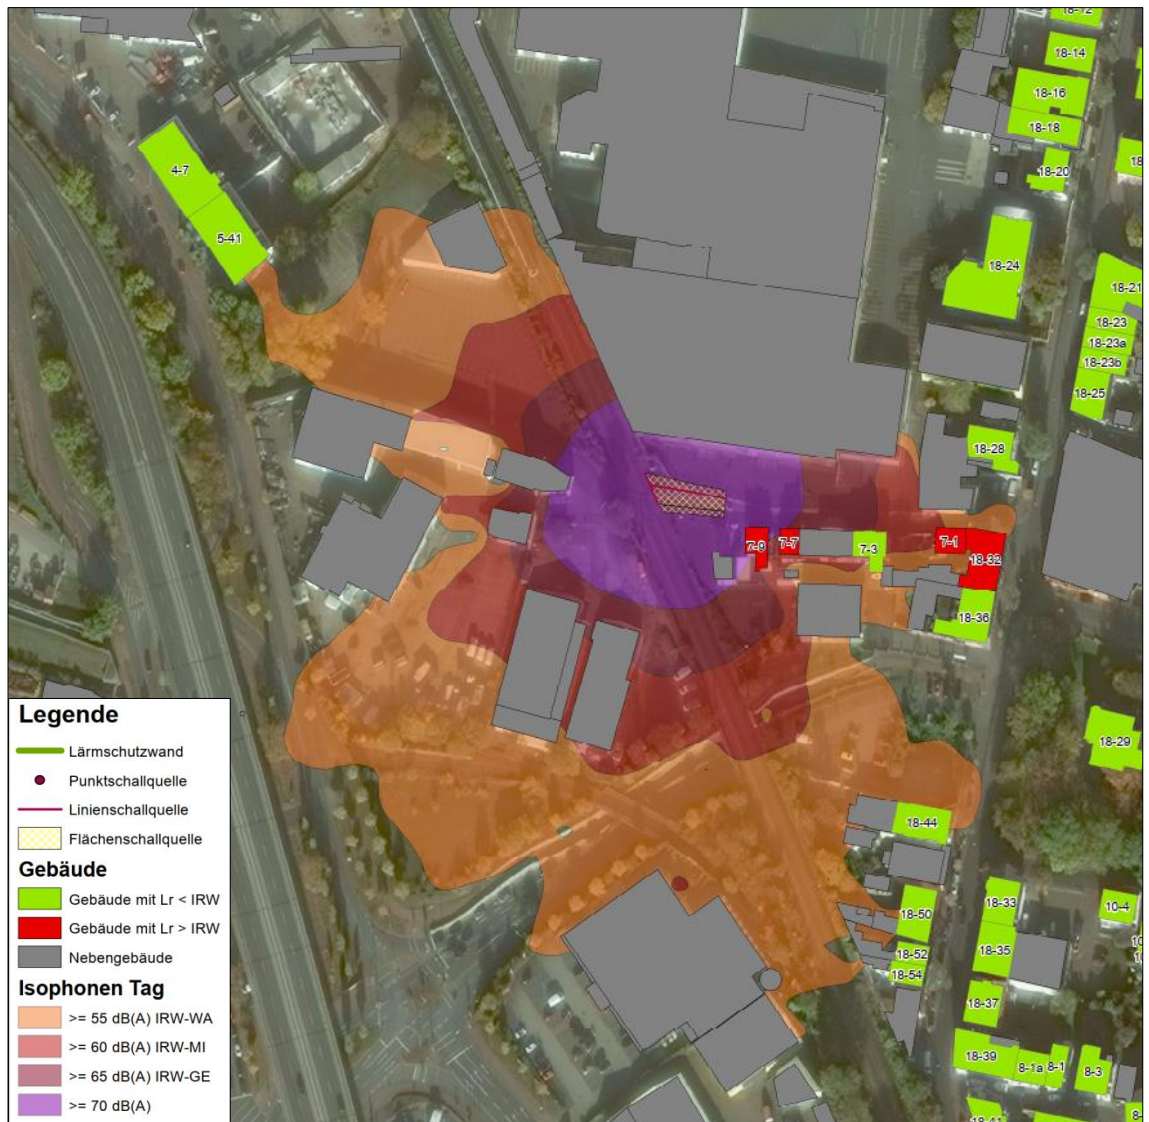 18-12
18-14
18-16
18-18
18-20
18
4-7
5-41
18-24
18-21
18-23
18-23a
18-23b
18-25
18-28
7-9
7-7
7-3
7-1
18-32
18-36
18-29
18-44
18-33
10-4
18-50
18-35
10
18-52
18-54
18-37
18-39
8-1a
8-1
8-3
18-41
8-
Legende
Lärmschutzwand
Punktschallquelle
Linienschallquelle
Flächenschallquelle
Gebäude
Gebäude mit Lr < IRW
Gebäude mit Lr > IRW
Nebengebäude
Isophonen Tag
>= 55 dB(A) IRW-WA
>= 60 dB(A) IRW-MI
>= 65 dB(A) IRW-GE
>= 70 dB(A)